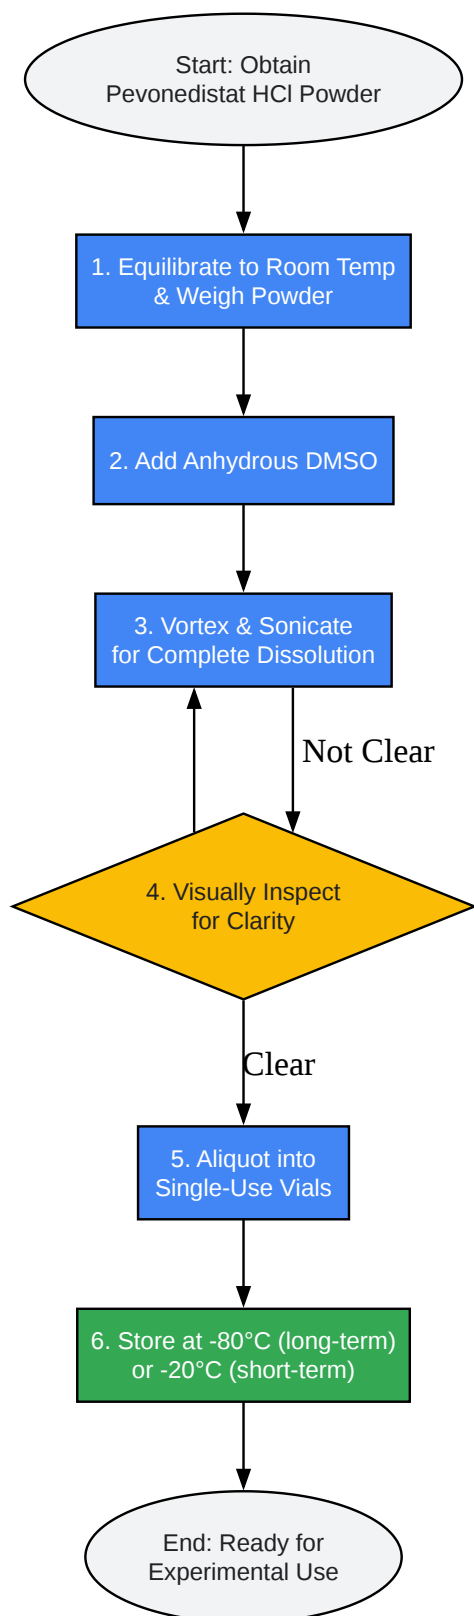 Start: Obtain
Pevonedistat HCl Powder
1. Equilibrate to Room Temp
& Weigh Powder
2. Add Anhydrous DMSO
3. Vortex & Sonicate
for Complete Dissolution
Not Clear
4. Visually Inspect
for Clarity
Clear
5. Aliquot into
Single-Use Vials
6. Store at -80°C (long-term)
or -20°C (short-term)
End: Ready for
Experimental Use